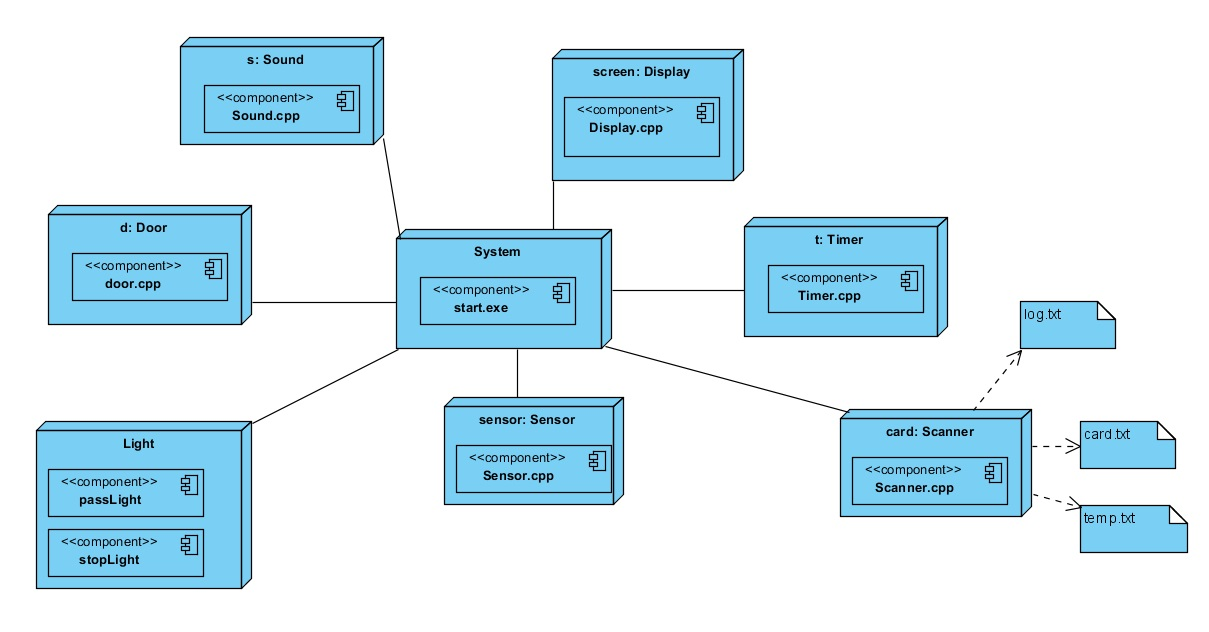 s: Sound
<<component>>
Sound.cpp
screen: Display
<<component>>
Display.cpp
d: Door
<<component>>
door.cpp
System
<<component>>
start.exe
t: Timer
<<component>>
Timer.cpp
log.txt
Light
<<component>>
passLight
<<component>>
stopLight
sensor: Sensor
<<component>>
Sensor.cpp
card: Scanner
<<component>>
Scanner.cpp
card.txt
temp.txt